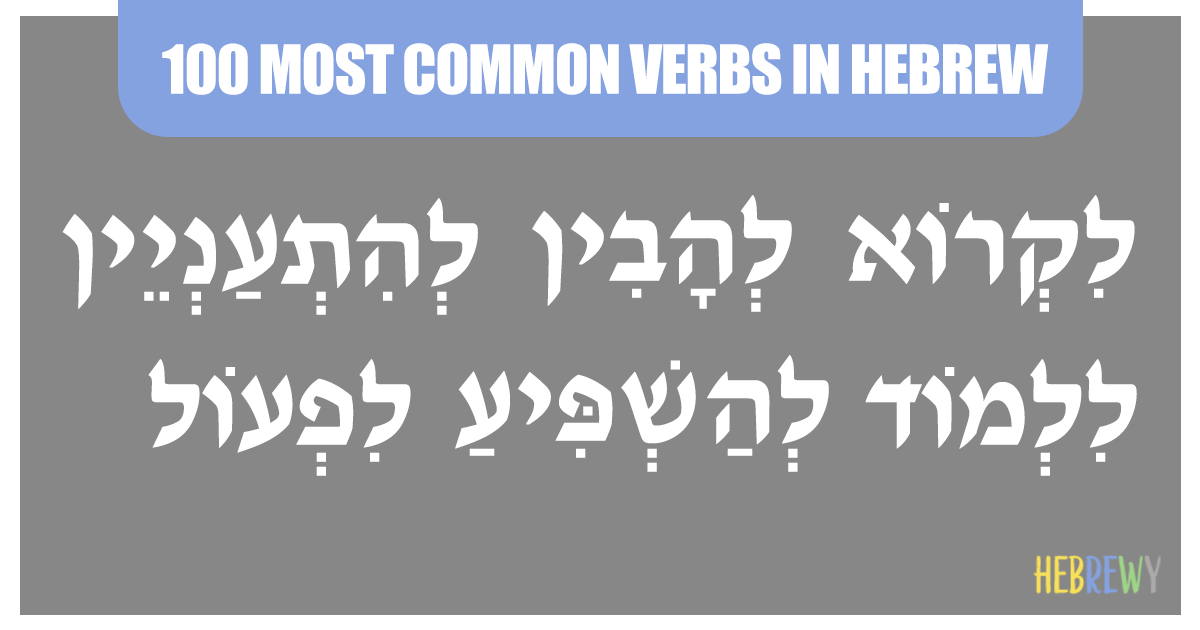 100 MOST COMMON VERBS IN HEBREW
לִקְרוֹא לְהָבִין לְהִתְעַנְיֵין
לִלְמוֹד לְהַשְׁפִּיעַ לִפְעוֹל
HEBREWY